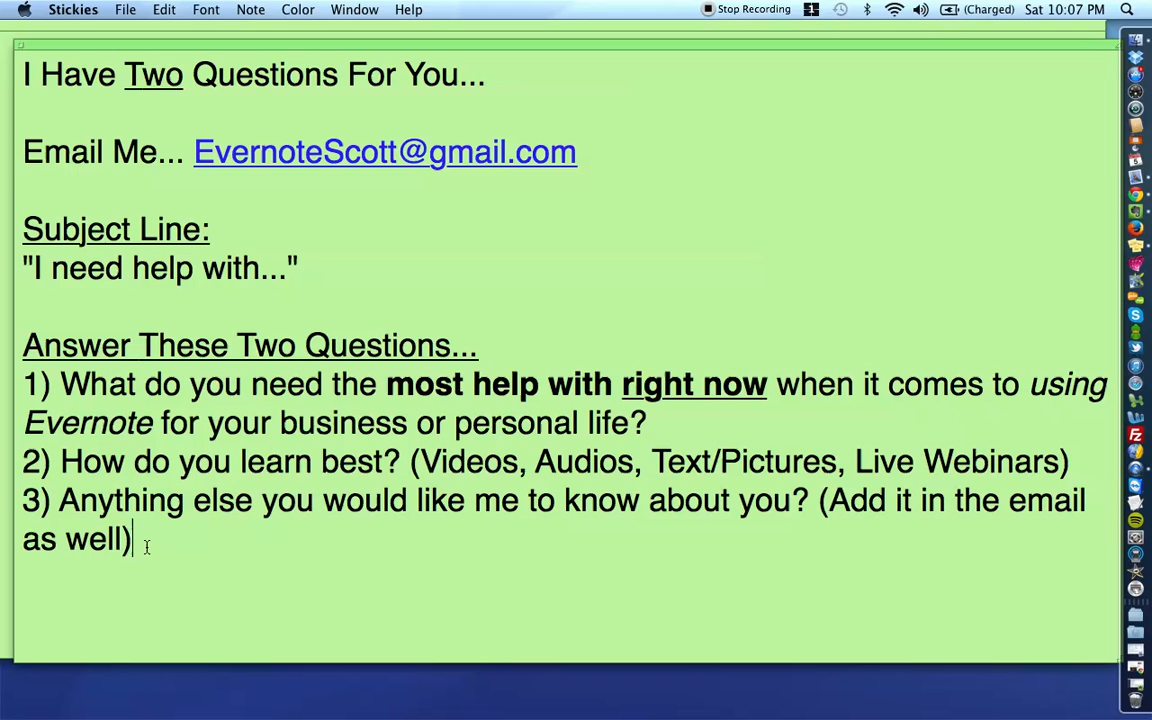 Stickies File Edit Font Note Color Window Help Stop Recording 1 (Charged) Sat 10:07 PM
I Have Two Questions For You...
Email Me... EvernoteScott@gmail.com
Subject Line:
"I need help with..."
Answer These Two Questions...
1) What do you need the most help with right now when it comes to using
Evernote for your business or personal life?
2) How do you learn best? (Videos, Audios, Text/Pictures, Live Webinars)
3) Anything else you would like me to know about you? (Add it in the email
as well)